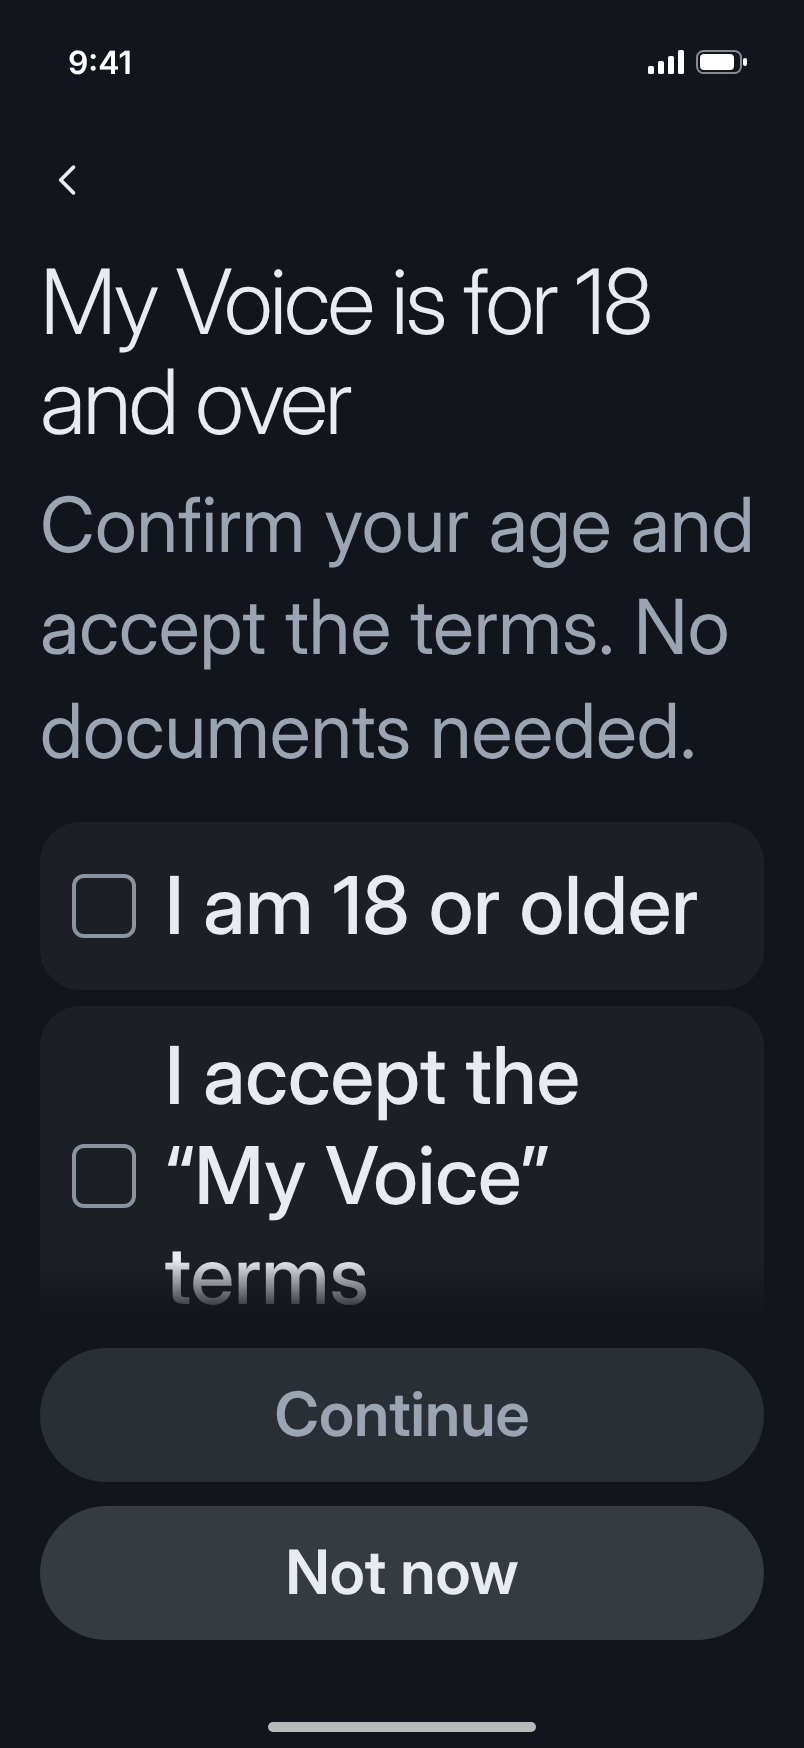 9:41
My Voice is for 18
and over
Confirm your age and
accept the terms. No
documents needed.
I am 18 or older
I accept the
“My Voice”
terms
Continue
Not now